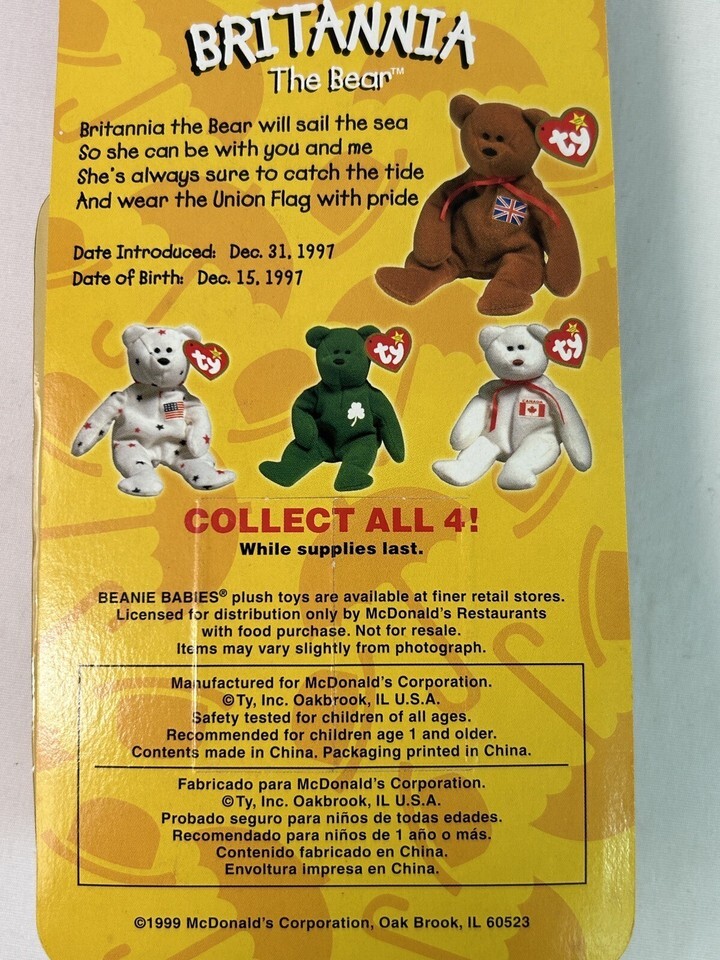 BRITANNIA
The Bear™
Britannia the Bear will sail the sea
So she can be with you and me
She's always sure to catch the tide
And wear the Union Flag with pride
ty
Date Introduced: Dec. 31, 1997
Date of Birth: Dec. 15, 1997
ty
ty
ty
CANADA
COLLECT ALL 4!
While supplies last.
BEANIE BABIES® plush toys are available at finer retail stores.
Licensed for distribution only by McDonald's Restaurants
with food purchase. Not for resale.
Items may vary slightly from photograph.
Manufactured for McDonald's Corporation.
©Ty, Inc. Oakbrook, IL U.S.A.
Safety tested for children of all ages.
Recommended for children age 1 and older.
Contents made in China. Packaging printed in China.
Fabricado para McDonald's Corporation.
©Ty, Inc. Oakbrook, IL U.S.A.
Probado seguro para niños de todas edades.
Recomendado para niños de 1 año o más.
Contenido fabricado en China.
Envoltura impresa en China.
©1999 McDonald's Corporation, Oak Brook, IL 60523